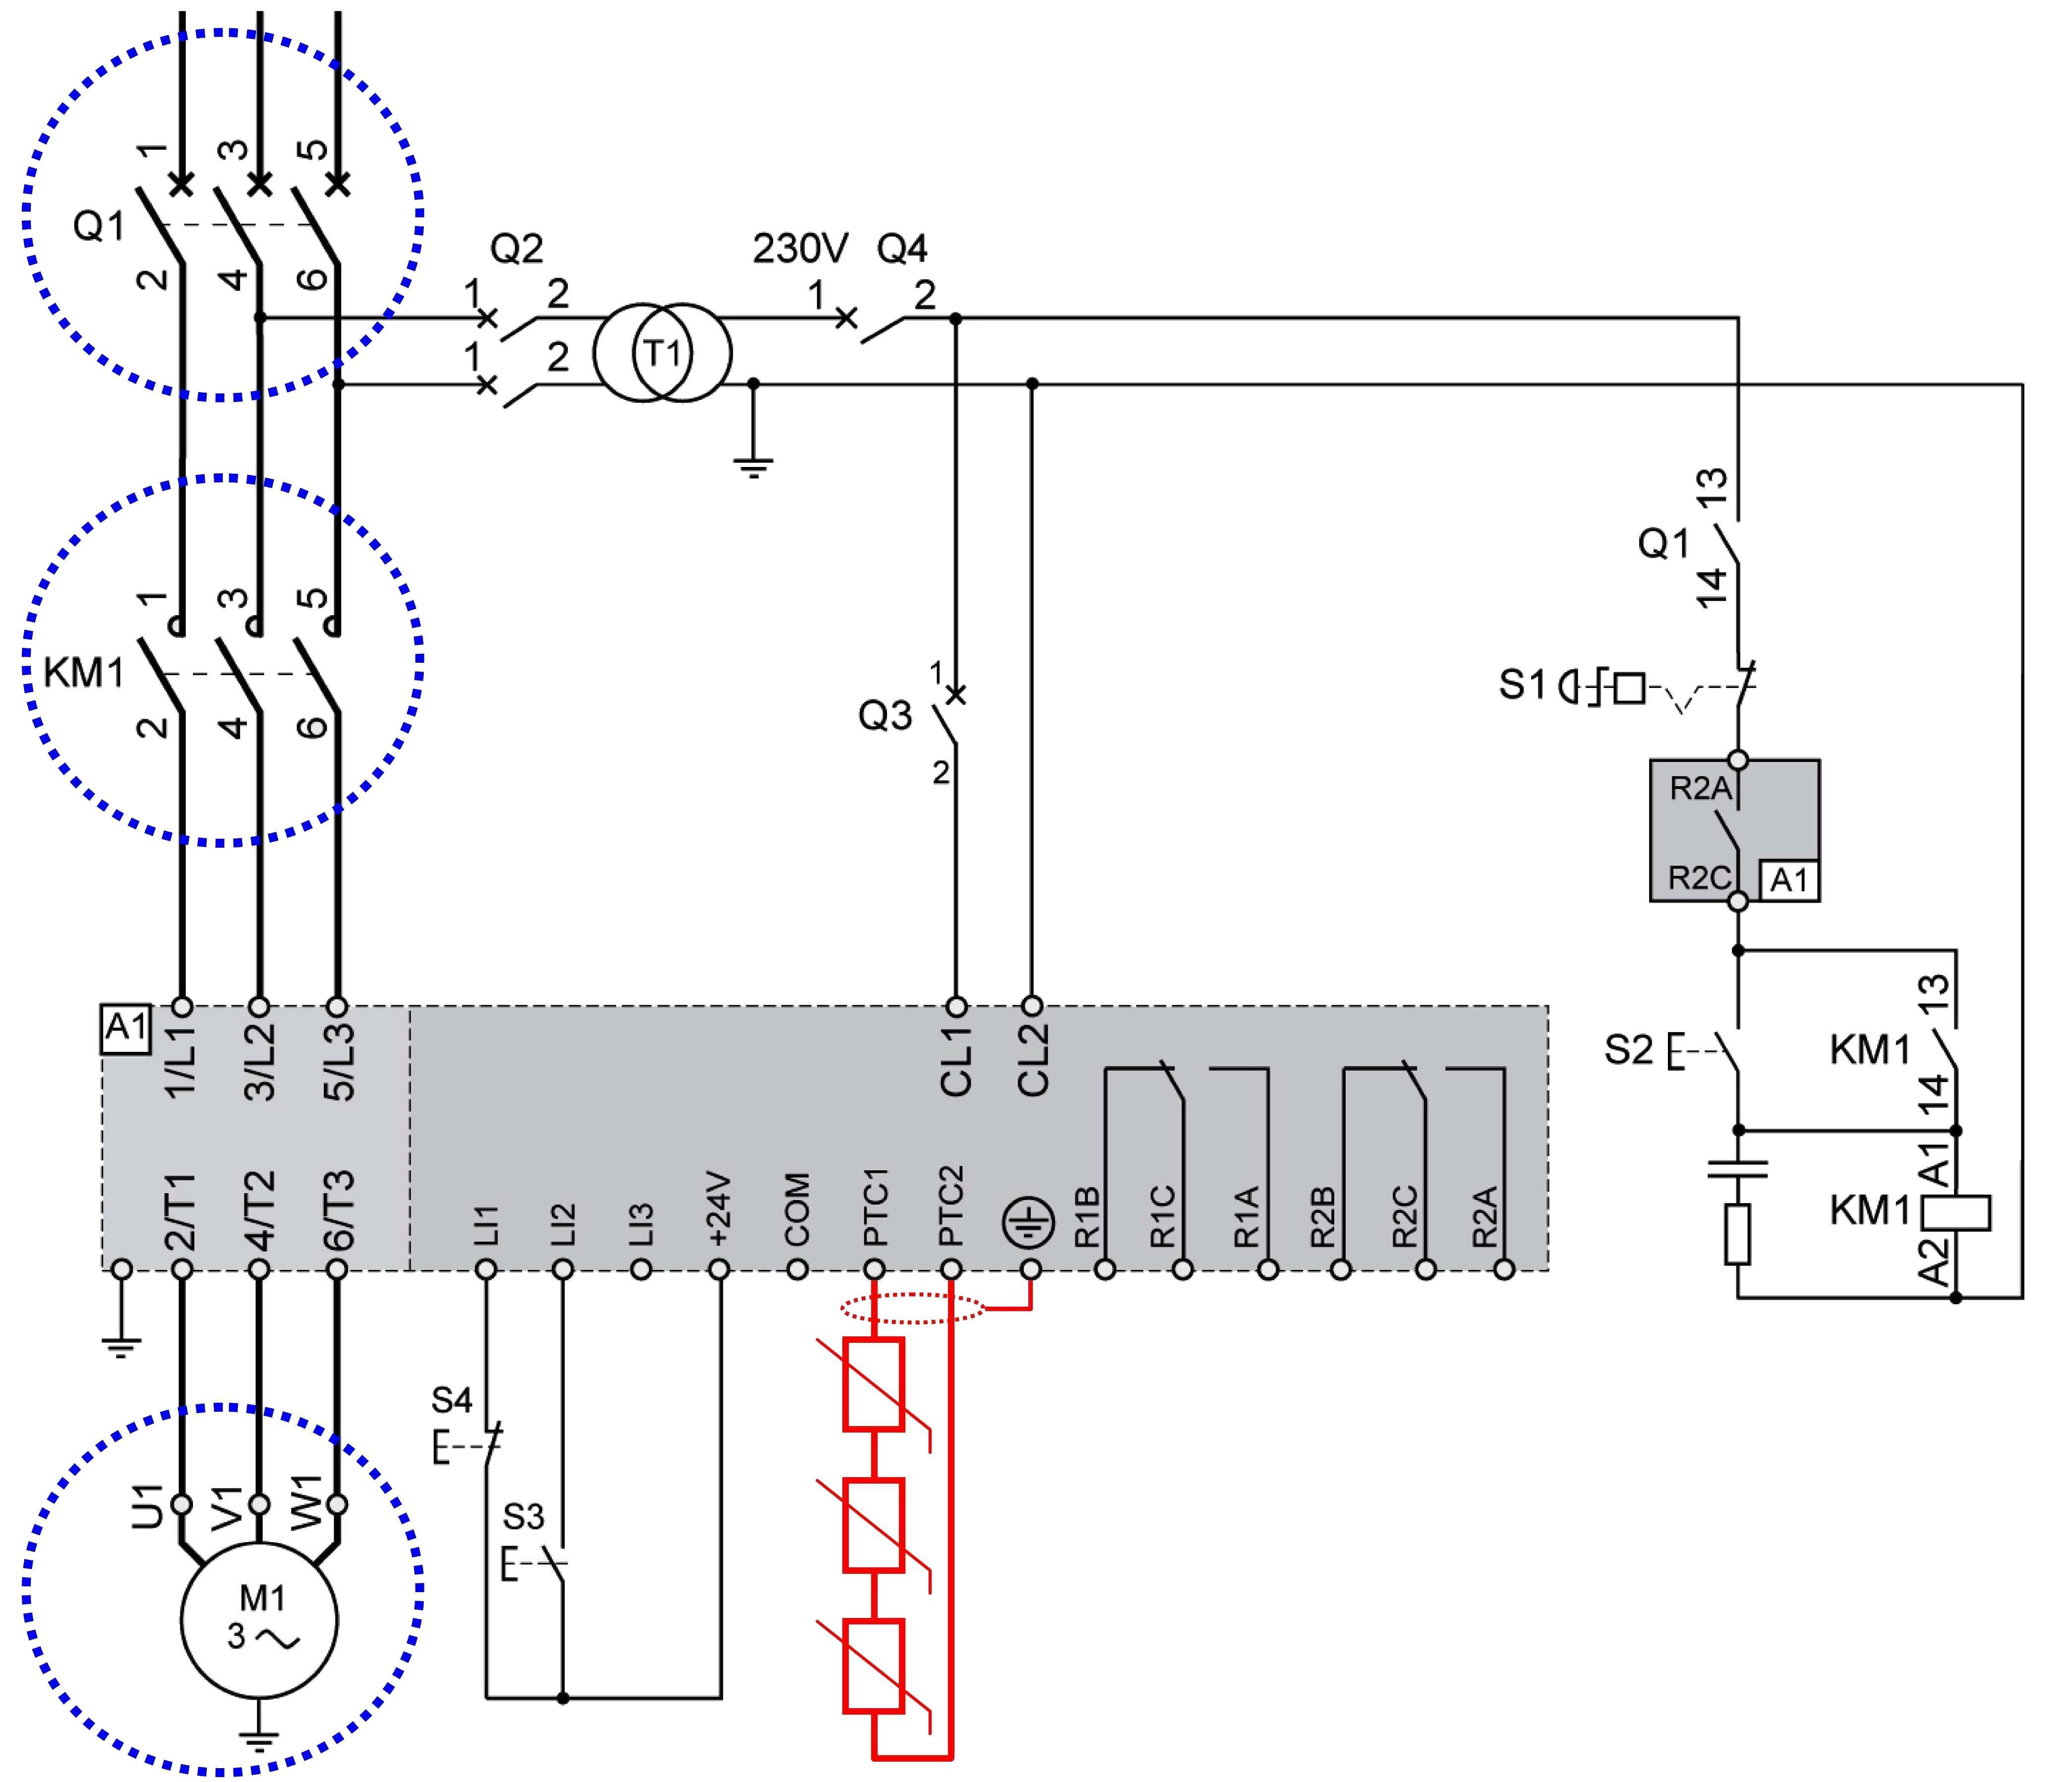 1 3 5
Q1
2 4 6
Q2
1 2
1 2
T1
230V Q4
1 2
1 3 5
KM1
2 4 6
1
Q3
2
13
Q1
14
S1
R2A
R2C
A1
13
S2
KM1
14
A1
KM1
A2
A1
1/L1 3/L2 5/L3
CL1 CL2
2/T1 4/T2 6/T3
LI1 LI2 LI3 +24V COM PTC1 PTC2
R1B R1C R1A R2B R2C R2A
S4
S3
U1 V1 W1
M1
3